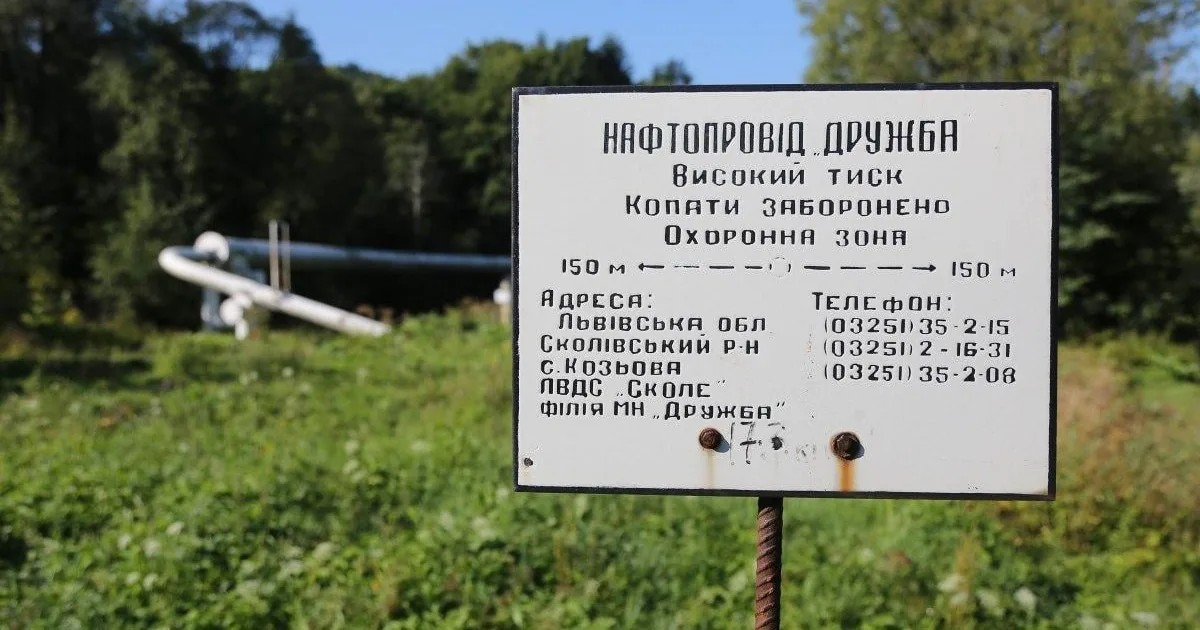 НАФТОПРОВІД „ДРУЖБА
Високий тиск
Копати заборонено
Охоронна зона
150 м 150 м
Адреса:
Львівська обл
Сколівський р-н
с.Козьова
ЛВДС „Сколе"
філія МН „Дружба"
Телефон:
(03251) 35-2-15
(03251) 2-16-31
(03251) 35-2-08